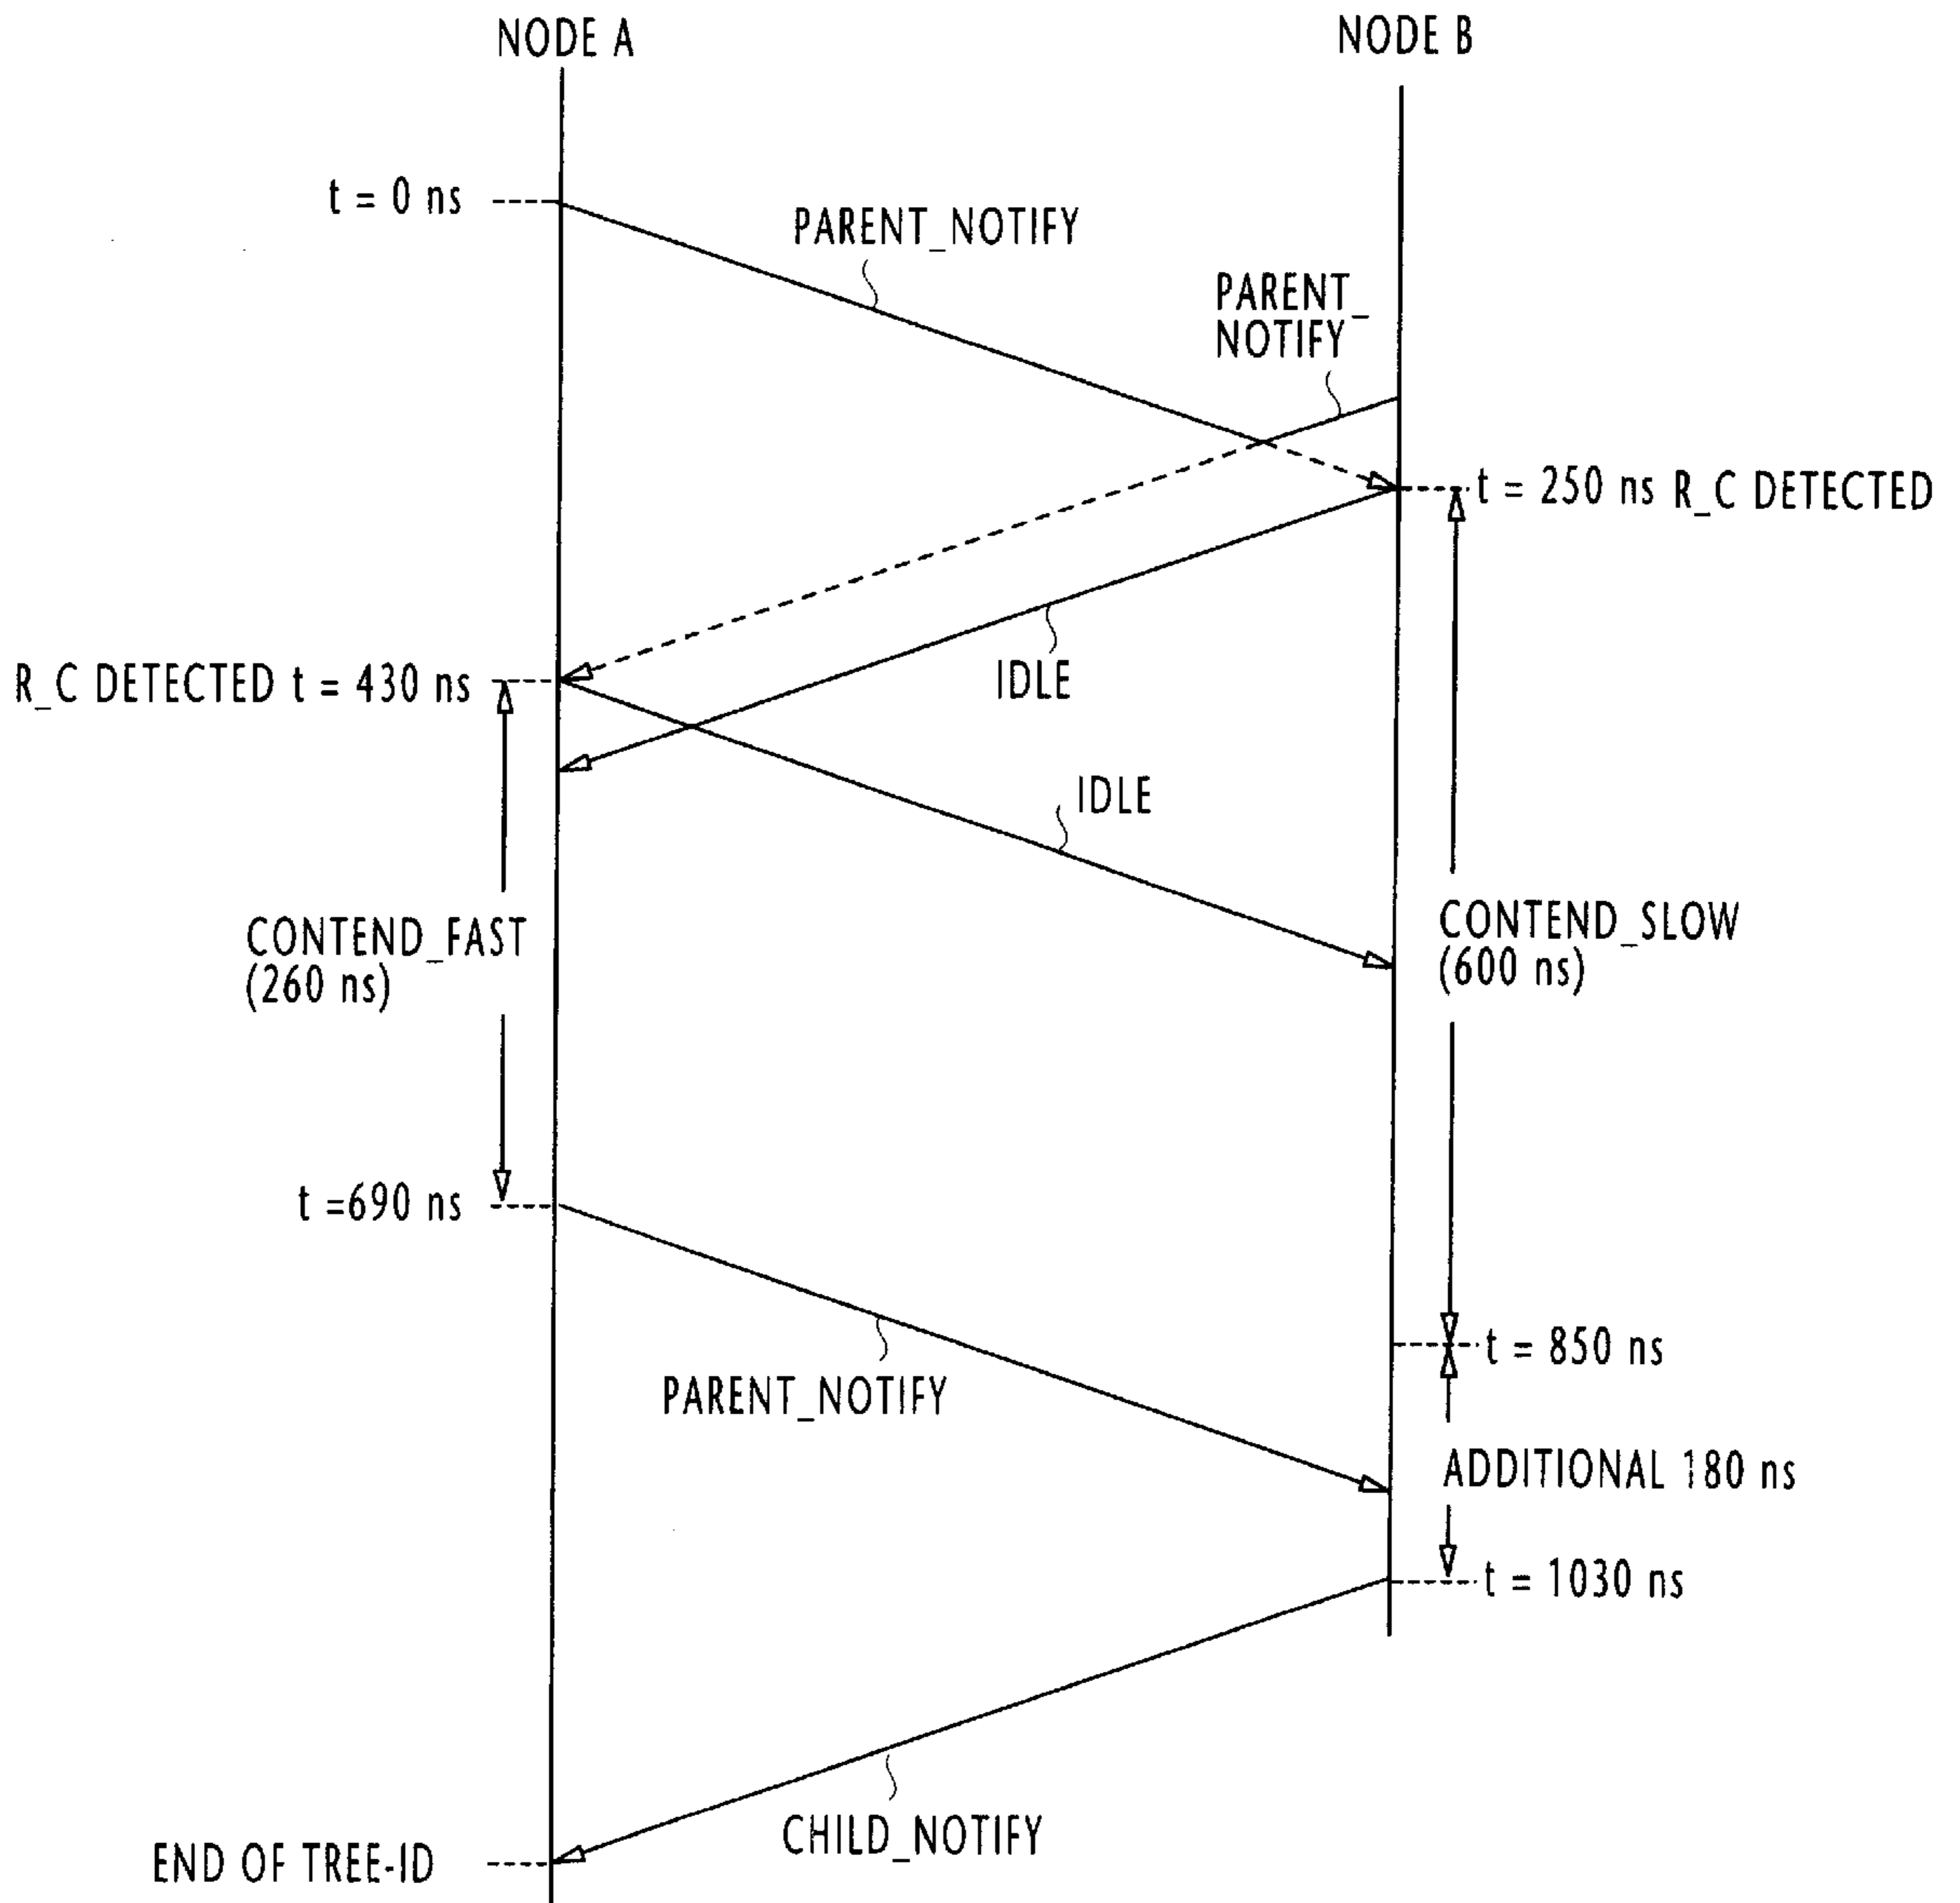 NODE A
NODE B
t = 0 ns
PARENT_NOTIFY
PARENT_
NOTIFY
t = 250 ns R_C DETECTED
IDLE
R_C DETECTED t = 430 ns
IDLE
CONTEND_FAST
(260 ns)
CONTEND_SLOW
(600 ns)
t =690 ns
t = 850 ns
PARENT_NOTIFY
ADDITIONAL 180 ns
t = 1030 ns
CHILD_NOTIFY
END OF TREE-ID